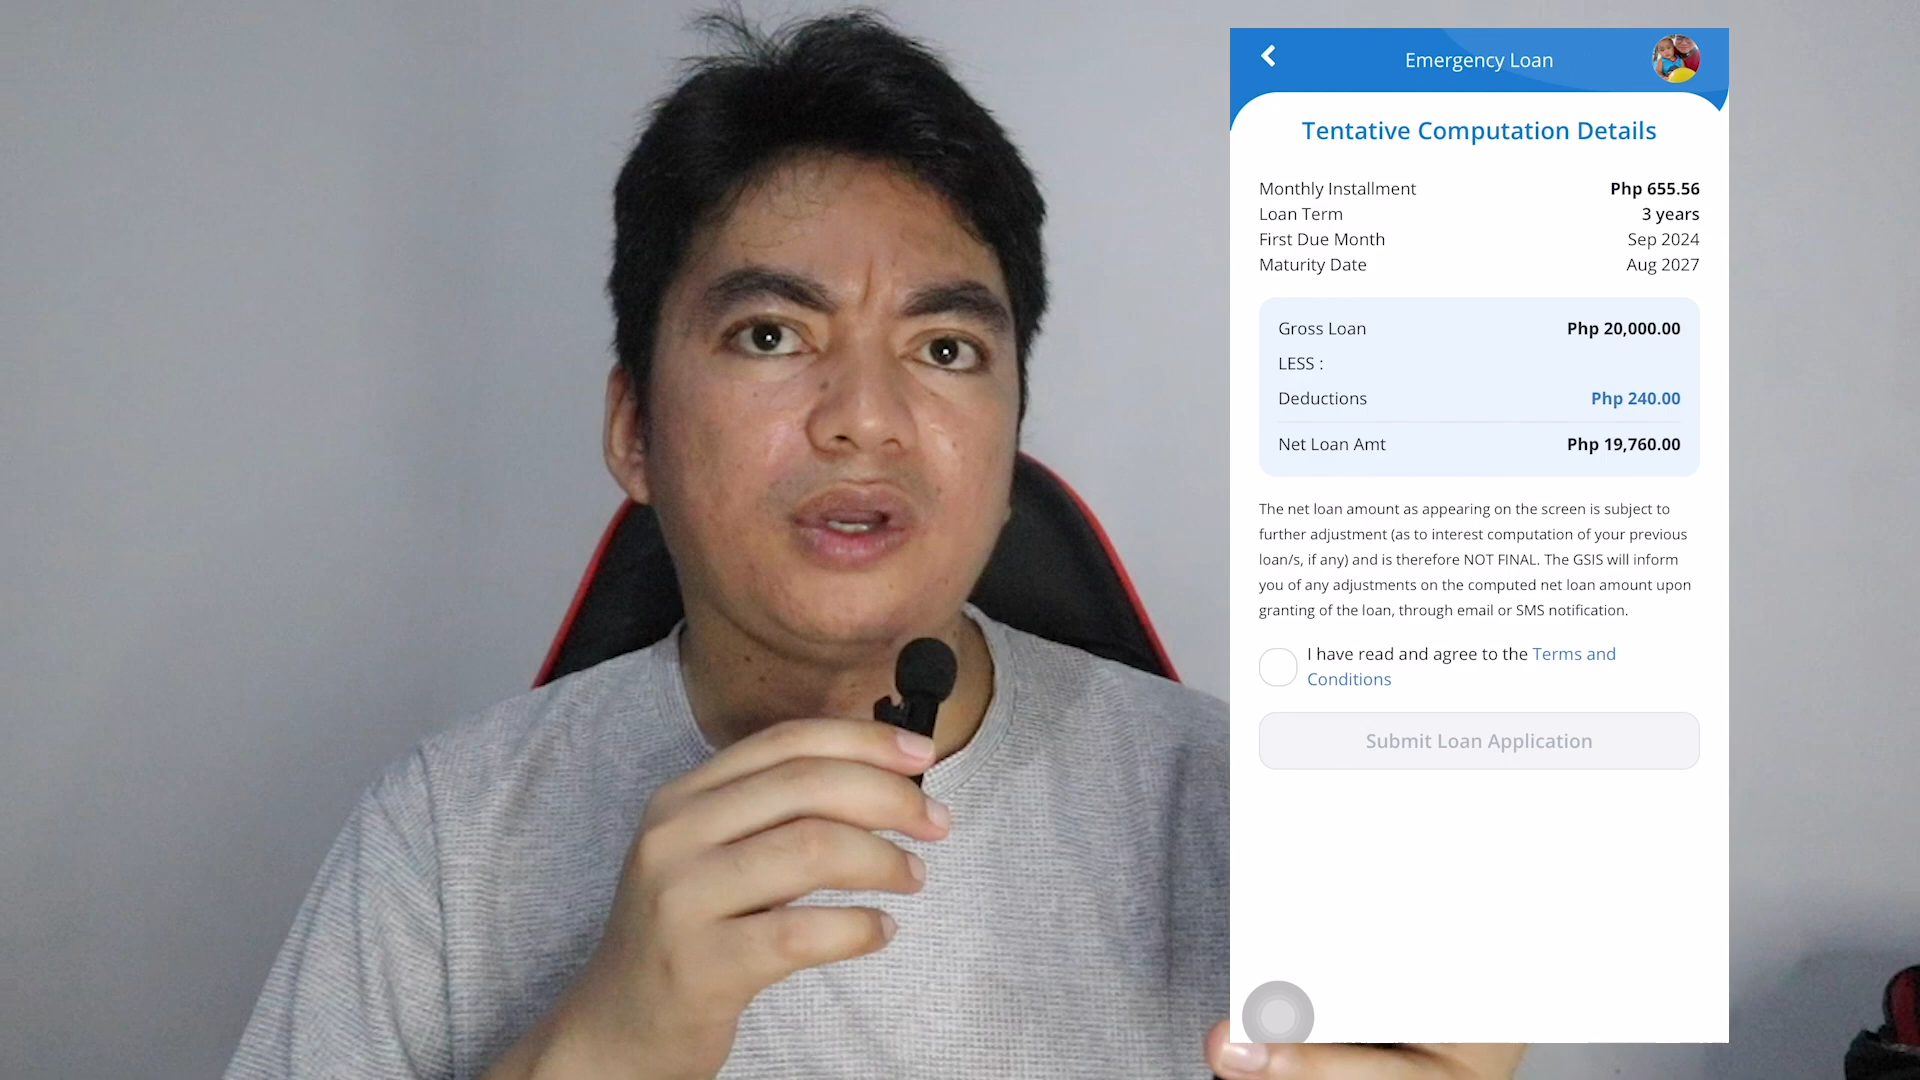 Emergency Loan
Tentative Computation Details
Monthly Installment Php 655.56
Loan Term 3 years
First Due Month Sep 2024
Maturity Date Aug 2027
Gross Loan Php 20,000.00
LESS :
Deductions Php 240.00
Net Loan Amt Php 19,760.00
The net loan amount as appearing on the screen is subject to
further adjustment (as to interest computation of your previous
loan/s, if any) and is therefore NOT FINAL. The GSIS will inform
you of any adjustments on the computed net loan amount upon
granting of the loan, through email or SMS notification.
I have read and agree to the Terms and
Conditions
Submit Loan Application